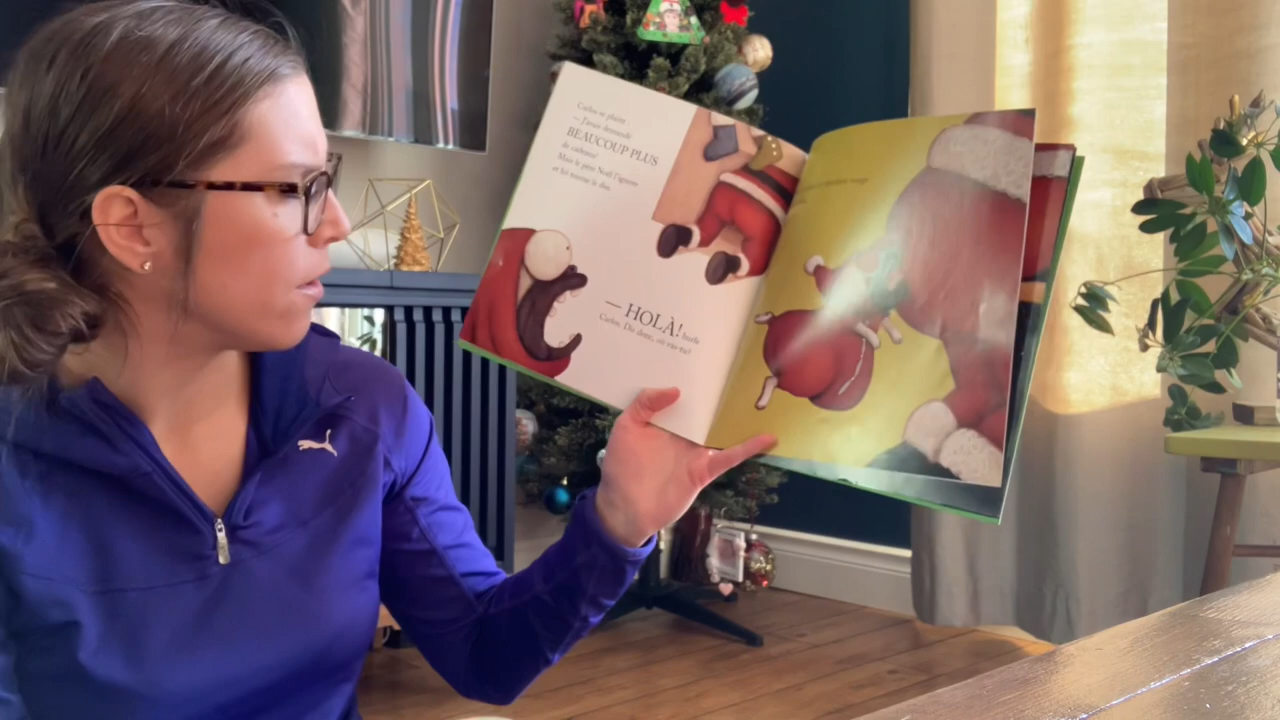 Carlos se plaint
— J'avais demandé
BEAUCOUP PLUS
de cadeaux!
Mais le père Noël l'ignore
et lui tourne le dos.
— HOLÀ! hurle
Carlos. Dis donc, où vas-tu?